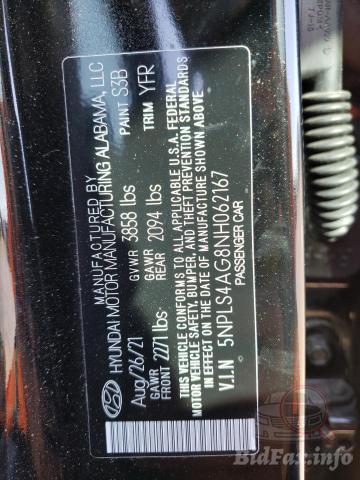 MANUFACTURED BY
HYUNDAI MOTOR MANUFACTURING ALABAMA, LLC
Aug/26/21 GVWR 3858 lbs PAINT S3B
GAWR FRONT 2271 lbs GAWR REAR 2094 lbs TRIM YFR
THIS VEHICLE CONFORMS TO ALL APPLICABLE U.S.A. FEDERAL
MOTOR VEHICLE SAFETY, BUMPER, AND THEFT PREVENTION STANDARDS
IN EFFECT ON THE DATE OF MANUFACTURE SHOWN ABOVE
V.I.N 5NPLS4AG8NH062167
PASSENGER CAR
BidFax.info